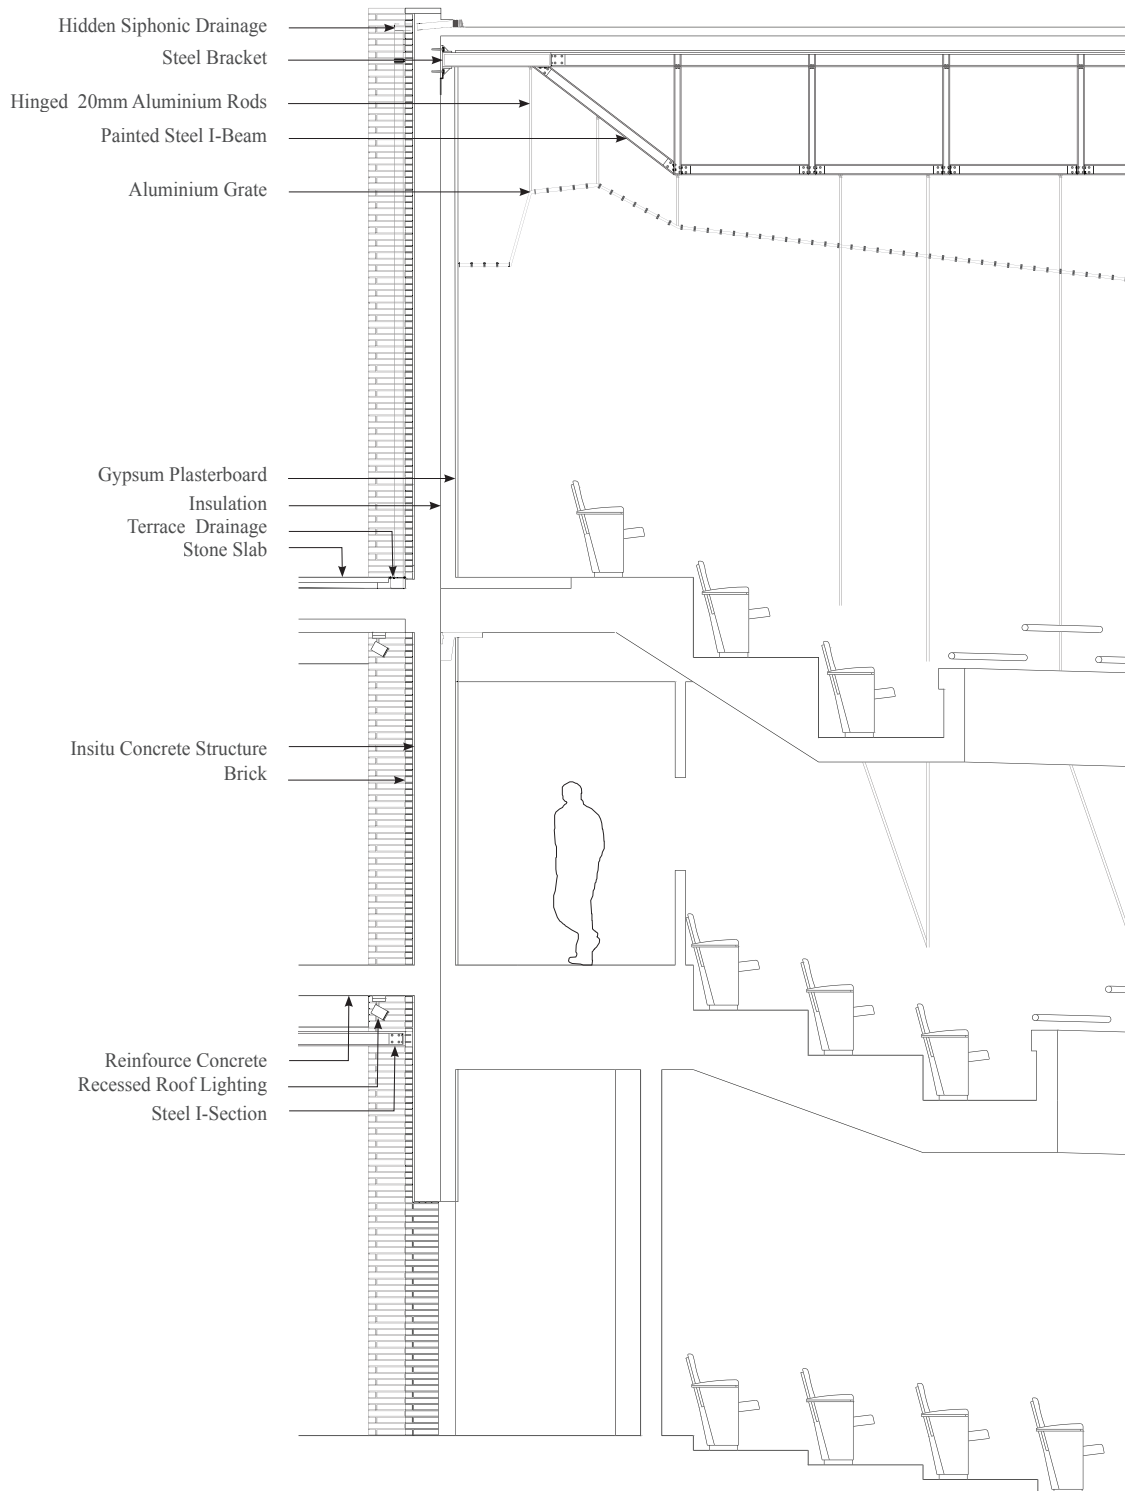 Hidden Siphonic Drainage
Steel Bracket
Hinged  20mm Aluminium Rods
Painted Steel I-Beam
Aluminium Grate
Gypsum Plasterboard
Insulation
Terrace  Drainage
Stone Slab
Insitu Concrete Structure
Brick
Reinfource Concrete
Recessed Roof Lighting
Steel I-Section